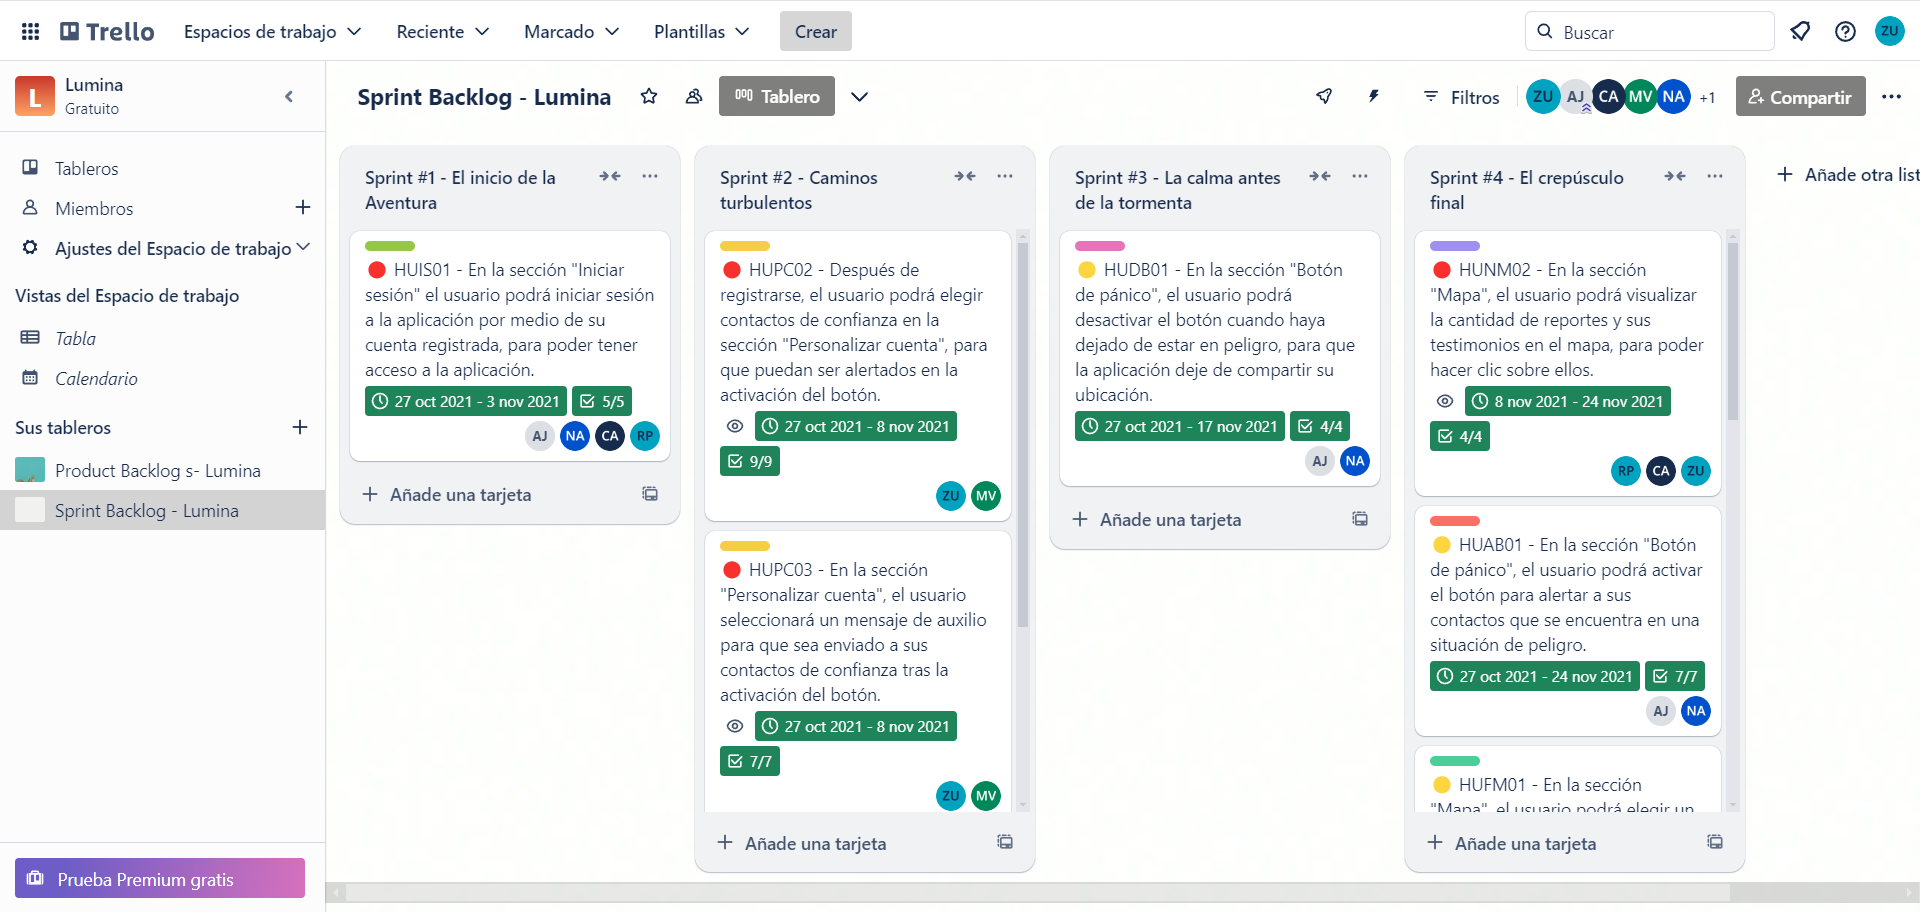 Trello Espacios de trabajo Reciente Marcado Plantillas Crear Buscar ZU
L Lumina
Gratuito
Tableros
Miembros
Ajustes del Espacio de trabajo
Vistas del Espacio de trabajo
Tabla
Calendario
Sus tableros
Product Backlog s- Lumina
Sprint Backlog - Lumina
Prueba Premium gratis
Sprint Backlog - Lumina Tablero Filtros ZU AJ CA MV NA +1 Compartir
Sprint #1 - El inicio de la
Aventura
HUIS01 - En la sección "Iniciar
sesión" el usuario podrá iniciar sesión
a la aplicación por medio de su
cuenta registrada, para poder tener
acceso a la aplicación.
27 oct 2021 - 3 nov 2021 5/5
AJ NA CA RP
Añade una tarjeta
Sprint #2 - Caminos
turbulentos
HUPC02 - Después de
registrarse, el usuario podrá elegir
contactos de confianza en la
sección "Personalizar cuenta", para
que puedan ser alertados en la
activación del botón.
27 oct 2021 - 8 nov 2021
9/9
ZU MV
HUPC03 - En la sección
"Personalizar cuenta", el usuario
seleccionará un mensaje de auxilio
para que sea enviado a sus
contactos de confianza tras la
activación del botón.
27 oct 2021 - 8 nov 2021
7/7
ZU MV
Añade una tarjeta
Sprint #3 - La calma antes
de la tormenta
HUDB01 - En la sección "Botón
de pánico", el usuario podrá
desactivar el botón cuando haya
dejado de estar en peligro, para que
la aplicación deje de compartir su
ubicación.
27 oct 2021 - 17 nov 2021 4/4
AJ NA
Añade una tarjeta
Sprint #4 - El crepúsculo
final
HUNM02 - En la sección
"Mapa", el usuario podrá visualizar
la cantidad de reportes y sus
testimonios en el mapa, para poder
hacer clic sobre ellos.
8 nov 2021 - 24 nov 2021
4/4
RP CA ZU
HUAB01 - En la sección "Botón
de pánico", el usuario podrá activar
el botón para alertar a sus
contactos que se encuentra en una
situación de peligro.
27 oct 2021 - 24 nov 2021 7/7
AJ NA
HUFM01 - En la sección
"Mapa", el usuario podrá elegir un
Añade una tarjeta
Añade otra list